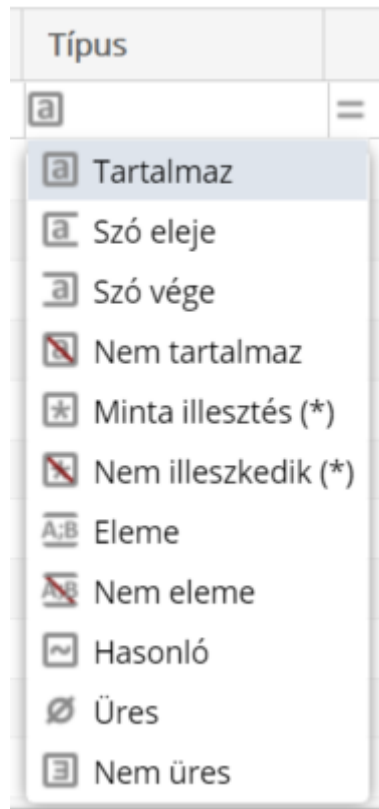 Típus
a =
a Tartalmaz
a Szó eleje
a Szó vége
a Nem tartalmaz
* Minta illesztés (*)
* Nem illeszkedik (*)
A;B Eleme
A;B Nem eleme
~ Hasonló
Ø Üres
∃ Nem üres